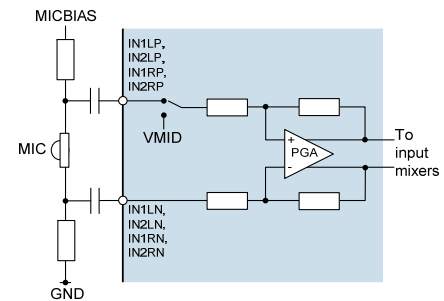 MICBIAS
IN1LP,
IN2LP,
IN1RP,
IN2RP
VMID
MIC
+
PGA
-
To
input
mixers
IN1LN,
IN2LN,
IN1RN,
IN2RN
GND